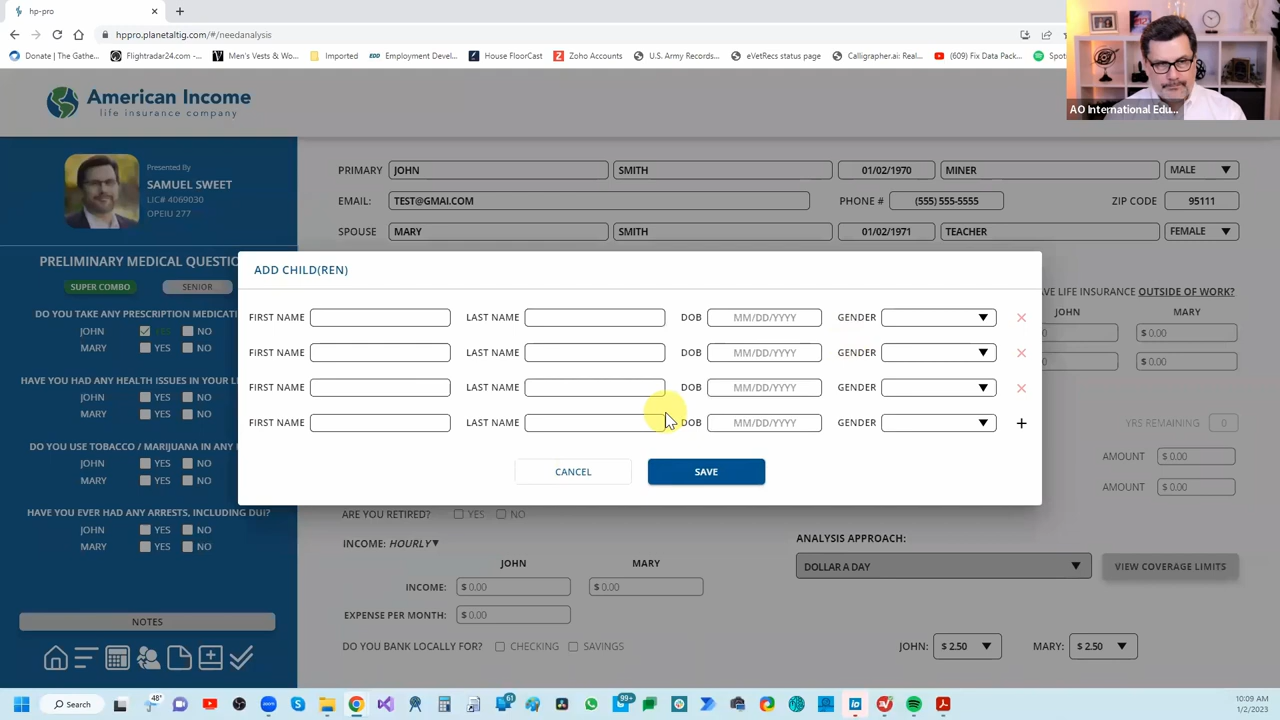 hp-pro
hppro.planetaltig.com/#/needanalysis
Donate | The Gathe...
Flightradar24.com -...
Men's Vests & Wo...
Imported
EDD Employment Devel...
House FloorCast
Zoho Accounts
U.S. Army Records...
eVetRecs status page
Calligrapher.ai: Realis...
(609) Fix Data Pack...
Spot
AO International Edu...
American Income
life insurance company
Presented By
SAMUEL SWEET
LIC# 4069030
OPEIU 277
PRIMARY JOHN SMITH 01/02/1970 MINER MALE
EMAIL: TEST@GMAI.COM PHONE # (555) 555-5555 ZIP CODE 95111
SPOUSE MARY SMITH 01/02/1971 TEACHER FEMALE
PRELIMINARY MEDICAL QUESTIO
SUPER COMBO SENIOR
DO YOU TAKE ANY PRESCRIPTION MEDICATI
JOHN YES NO
MARY YES NO
HAVE YOU HAD ANY HEALTH ISSUES IN YOUR LI
JOHN YES NO
MARY YES NO
DO YOU USE TOBACCO / MARIJUANA IN ANY
JOHN YES NO
MARY YES NO
HAVE YOU EVER HAD ANY ARRESTS, INCLUDING DUI?
JOHN YES NO
MARY YES NO
NOTES
ADD CHILD(REN)
FIRST NAME LAST NAME DOB MM/DD/YYYY GENDER
FIRST NAME LAST NAME DOB MM/DD/YYYY GENDER
FIRST NAME LAST NAME DOB MM/DD/YYYY GENDER
FIRST NAME LAST NAME DOB MM/DD/YYYY GENDER
CANCEL SAVE
AVE LIFE INSURANCE OUTSIDE OF WORK?
JOHN MARY
$ 0.00
$ 0.00
YRS REMAINING 0
AMOUNT $ 0.00
AMOUNT $ 0.00
ARE YOU RETIRED? YES NO
INCOME: HOURLY
JOHN MARY
INCOME: $ 0.00 $ 0.00
EXPENSE PER MONTH: $ 0.00
DO YOU BANK LOCALLY FOR? CHECKING SAVINGS
ANALYSIS APPROACH:
DOLLAR A DAY VIEW COVERAGE LIMITS
JOHN: $ 2.50 MARY: $ 2.50
Search
48°
61
99+
10:09 AM
1/2/2023